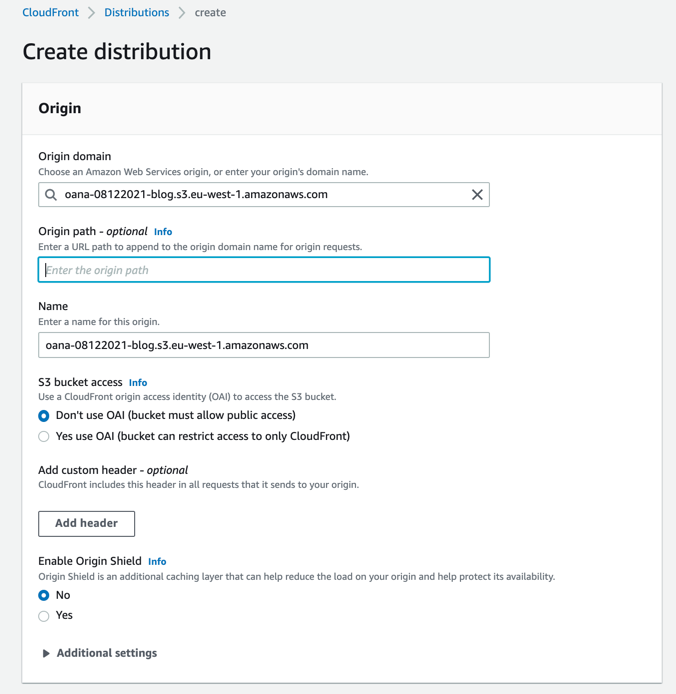 CloudFront > Distributions > create
Create distribution
Origin
Origin domain
Choose an Amazon Web Services origin, or enter your origin's domain name.
oana-08122021-blog.s3.eu-west-1.amazonaws.com
Origin path - optional Info
Enter a URL path to append to the origin domain name for origin requests.
Enter the origin path
Name
Enter a name for this origin.
oana-08122021-blog.s3.eu-west-1.amazonaws.com
S3 bucket access Info
Use a CloudFront origin access identity (OAI) to access the S3 bucket.
Don't use OAI (bucket must allow public access)
Yes use OAI (bucket can restrict access to only CloudFront)
Add custom header - optional
CloudFront includes this header in all requests that it sends to your origin.
Add header
Enable Origin Shield Info
Origin Shield is an additional caching layer that can help reduce the load on your origin and help protect its availability.
No
Yes
Additional settings